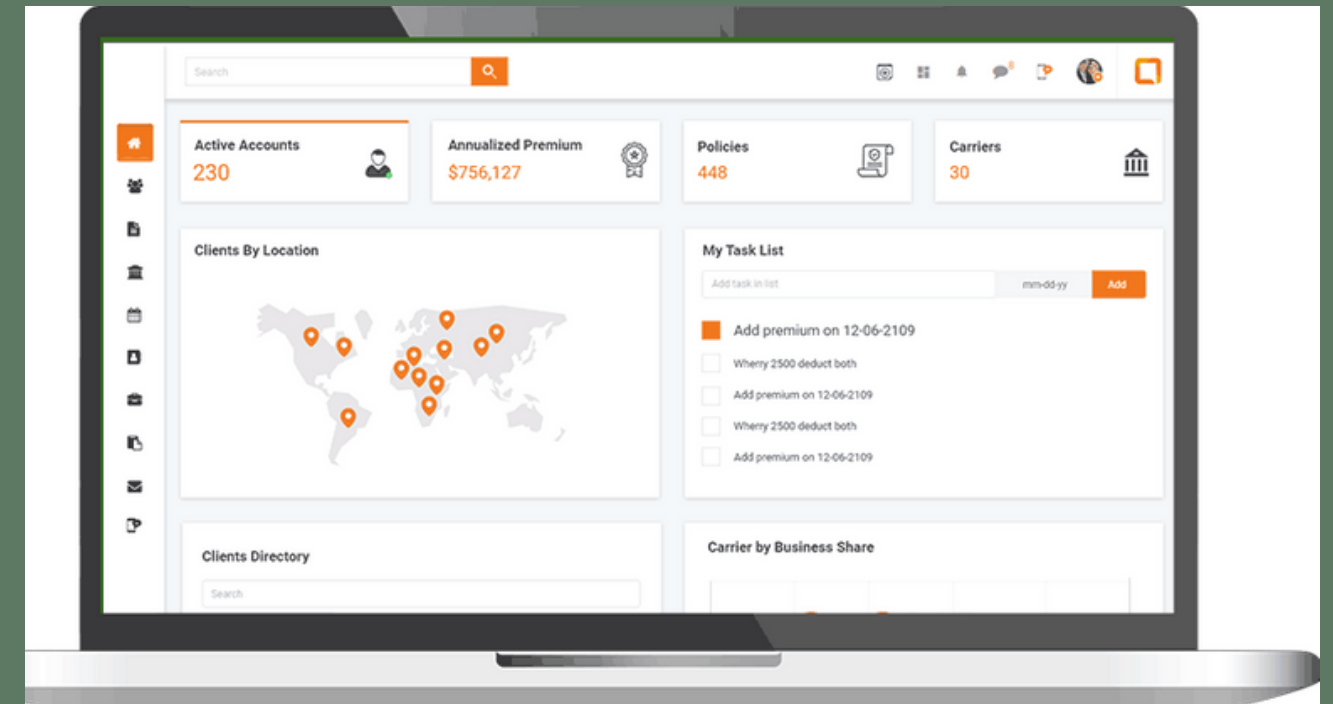 Search
Active Accounts
230
Annualized Premium
$756,127
Policies
448
Carriers
30
Clients By Location
My Task List
Add task in list
mm-dd-yy
Add
Add premium on 12-06-2109
Wherry 2500 deduct both
Add premium on 12-06-2109
Wherry 2500 deduct both
Add premium on 12-06-2109
Clients Directory
Search
Carrier by Business Share